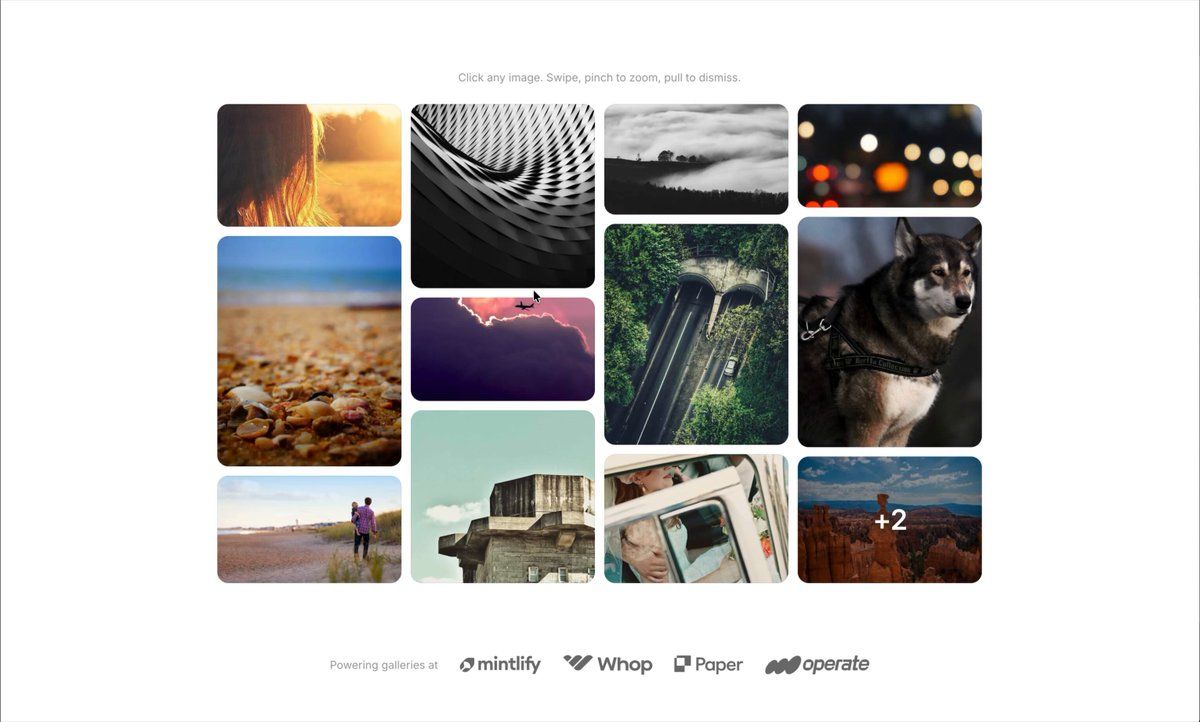 Click any image. Swipe, pinch to zoom, pull to dismiss.
+2
Powering galleries at mintlify Whop Paper operate